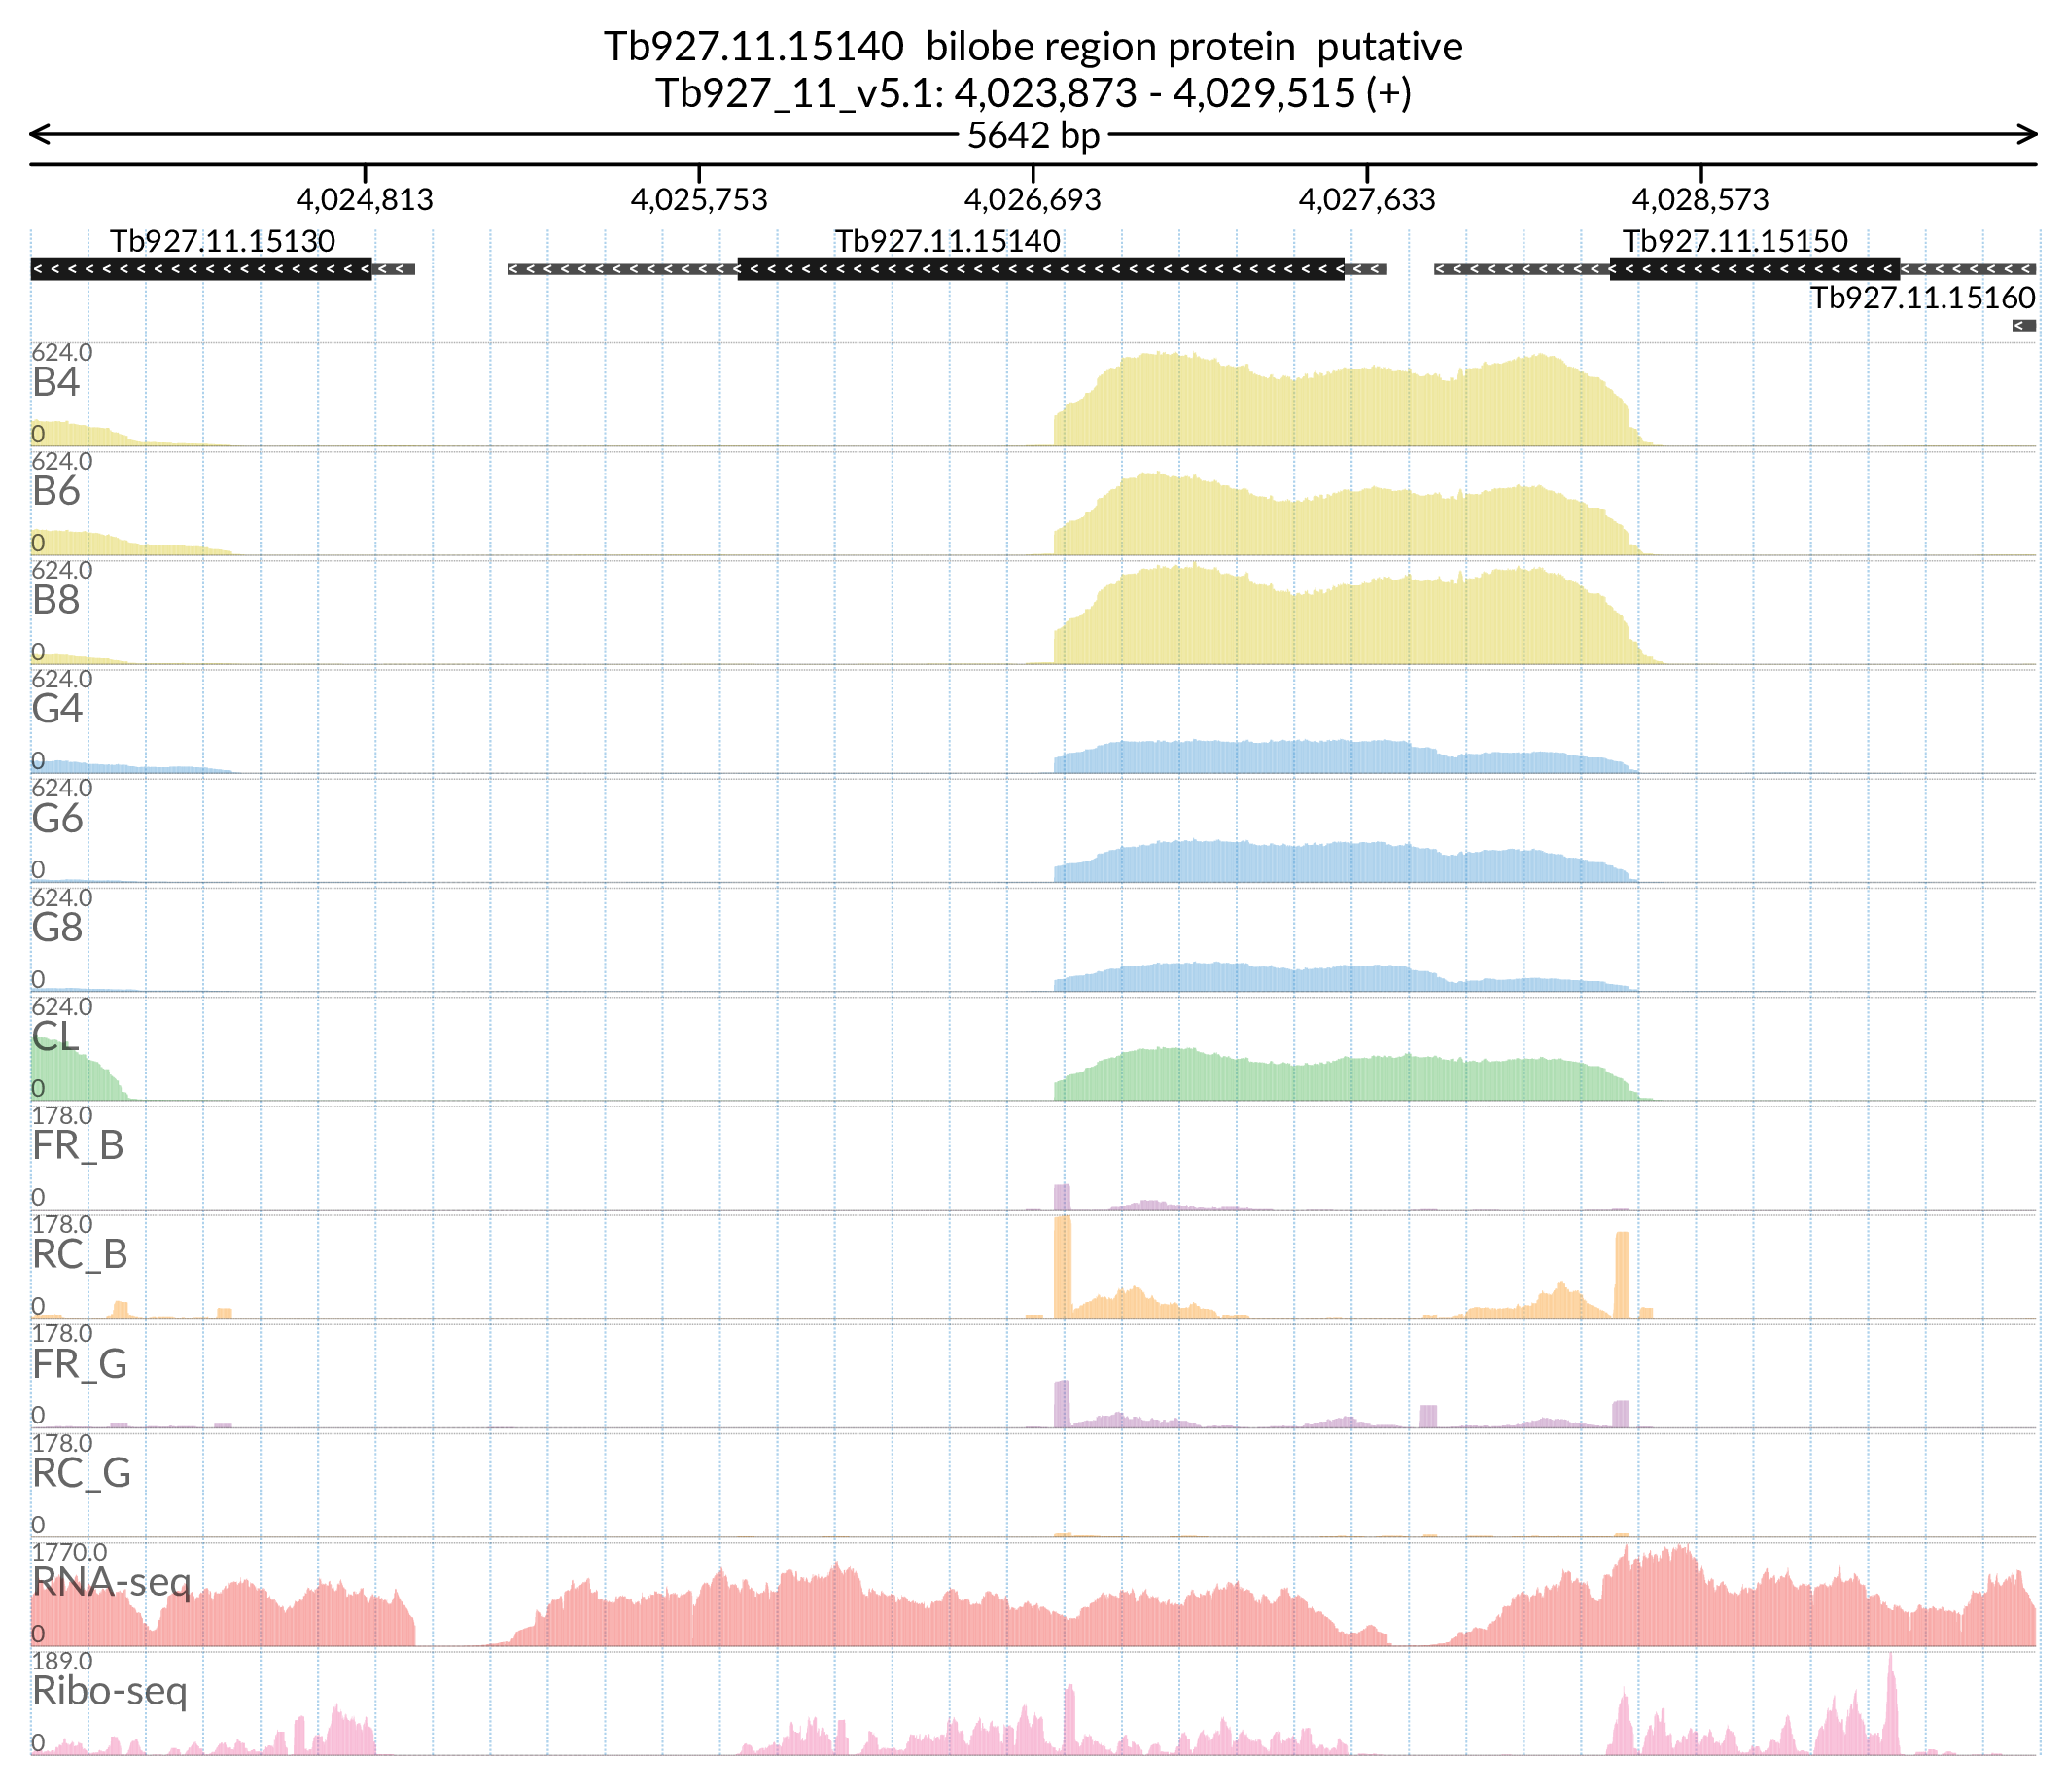 Tb927.11.15140  bilobe region protein  putative
Tb927_11_v5.1: 4,023,873 - 4,029,515 (+)
5642 bp
4,024,813 4,025,753 4,026,693 4,027,633 4,028,573
Tb927.11.15130 Tb927.11.15140 Tb927.11.15150
Tb927.11.15160
624.0
B4
0
624.0
B6
0
624.0
B8
0
624.0
G4
0
624.0
G6
0
624.0
G8
0
624.0
CL
0
178.0
FR_B
0
178.0
RC_B
0
178.0
FR_G
0
178.0
RC_G
0
1770.0
RNA-seq
0
189.0
Ribo-seq
0